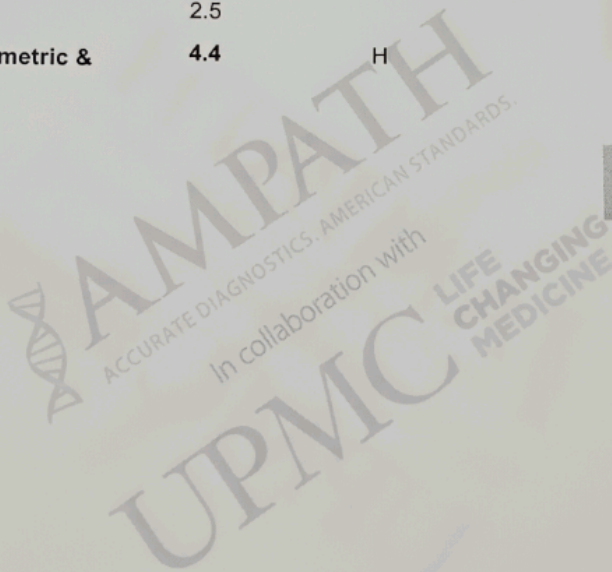 2.5
metric & 4.4 H
AMPATH
ACCURATE DIAGNOSTICS. AMERICAN STANDARDS.
In collaboration with
UPMC LIFE
CHANGING
MEDICINE